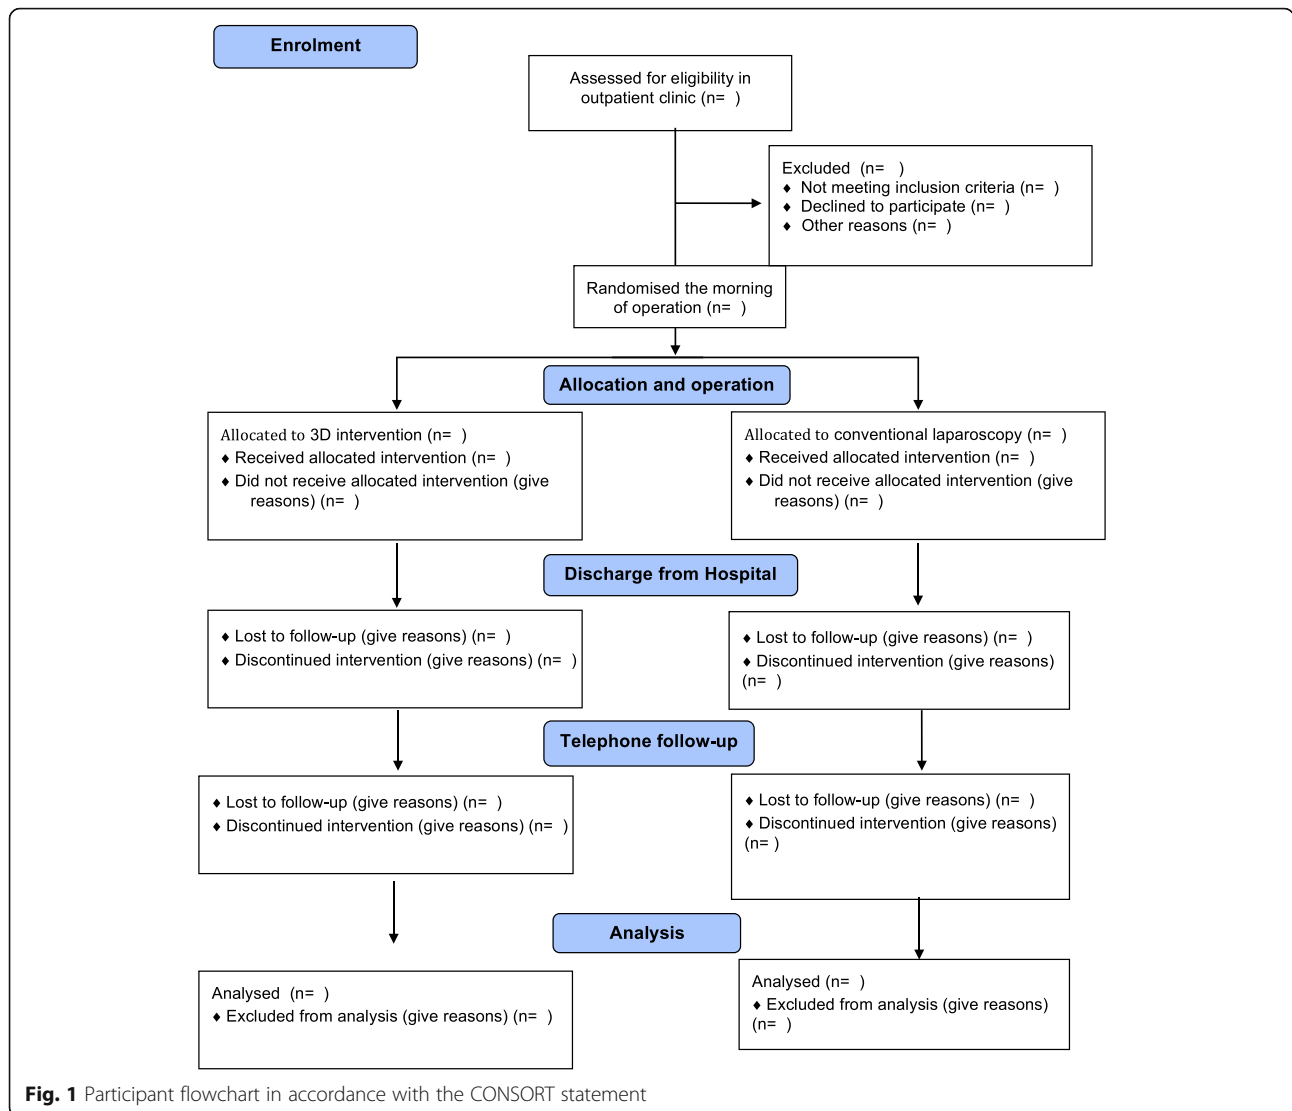 Enrolment
Assessed for eligibility in
outpatient clinic (n=  )
Excluded  (n=   )
♦ Not meeting inclusion criteria (n=  )
♦ Declined to participate (n=  )
♦ Other reasons (n=  )
Randomised the morning
of operation (n=  )
Allocation and operation
Allocated to 3D intervention (n=  )
♦ Received allocated intervention (n=  )
♦ Did not receive allocated intervention (give
reasons) (n=  )
Allocated to conventional laparoscopy (n=  )
♦ Received allocated intervention (n=  )
♦ Did not receive allocated intervention (give
reasons) (n=  )
Discharge from Hospital
♦ Lost to follow-up (give reasons) (n=  )
♦ Discontinued intervention (give reasons) (n=  )
♦ Lost to follow-up (give reasons) (n=  )
♦ Discontinued intervention (give reasons)
(n=  )
Telephone follow-up
♦ Lost to follow-up (give reasons) (n=  )
♦ Discontinued intervention (give reasons) (n=  )
♦ Lost to follow-up (give reasons) (n=  )
♦ Discontinued intervention (give reasons)
(n= )
Analysis
Analysed  (n=  )
♦ Excluded from analysis (give reasons) (n=  )
Analysed (n=  )
♦ Excluded from analysis (give reasons)
(n=  )
Fig. 1 Participant flowchart in accordance with the CONSORT statement